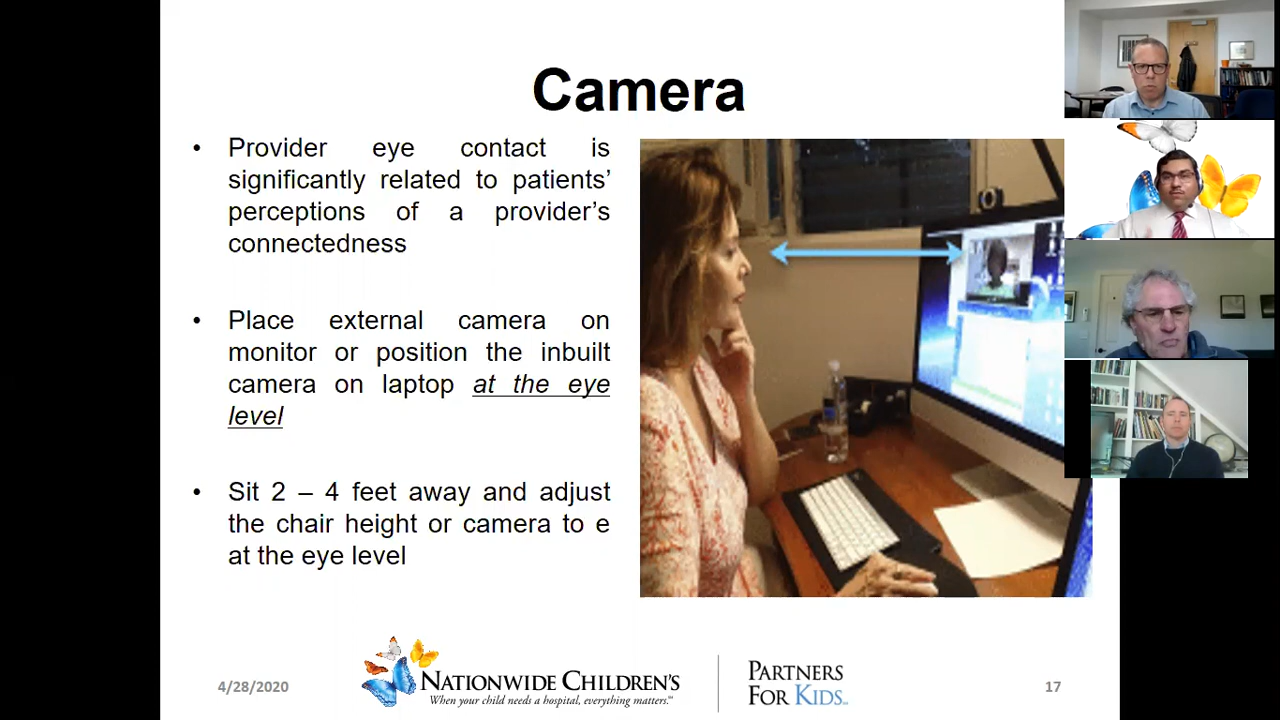 Camera
• Provider eye contact is
significantly related to patients’
perceptions of a provider’s
connectedness
• Place external camera on
monitor or position the inbuilt
camera on laptop at the eye
level
• Sit 2 – 4 feet away and adjust
the chair height or camera to e
at the eye level
4/28/2020
NATIONWIDE CHILDREN'S
When your child needs a hospital, everything matters.℠
PARTNERS
FOR KIDS℠
17